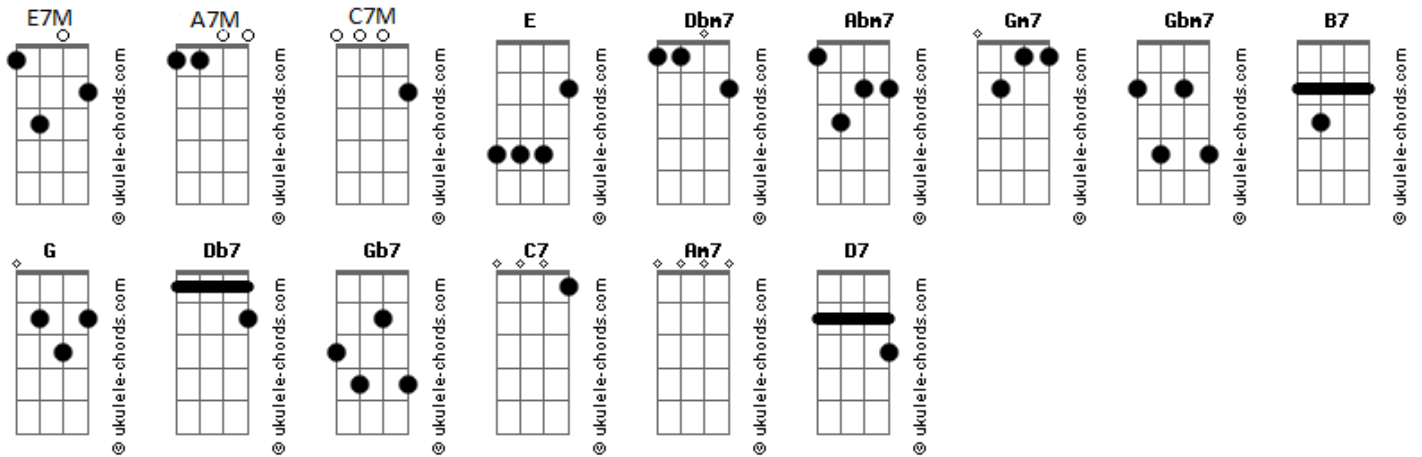 E7M A7M C7M E Dbm7 Abm7 Gm7 Gbm7 B7
© ukulele-chords.com © ukulele-chords.com © ukulele-chords.com © ukulele-chords.com © ukulele-chords.com © ukulele-chords.com © ukulele-chords.com © ukulele-chords.com © ukulele-chords.com
G Db7 Gb7 C7 Am7 D7
© ukulele-chords.com © ukulele-chords.com © ukulele-chords.com © ukulele-chords.com © ukulele-chords.com © ukulele-chords.com